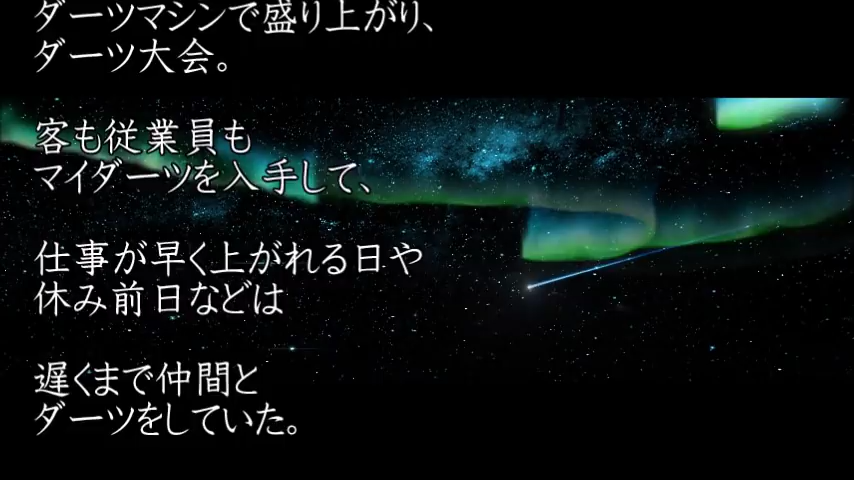 ダーツマシンで盛り上がり、
ダーツ大会。
客も従業員も
マイダーツを入手して、
仕事が早く上がれる日や
休み前日などは
遅くまで仲間と
ダーツをしていた。